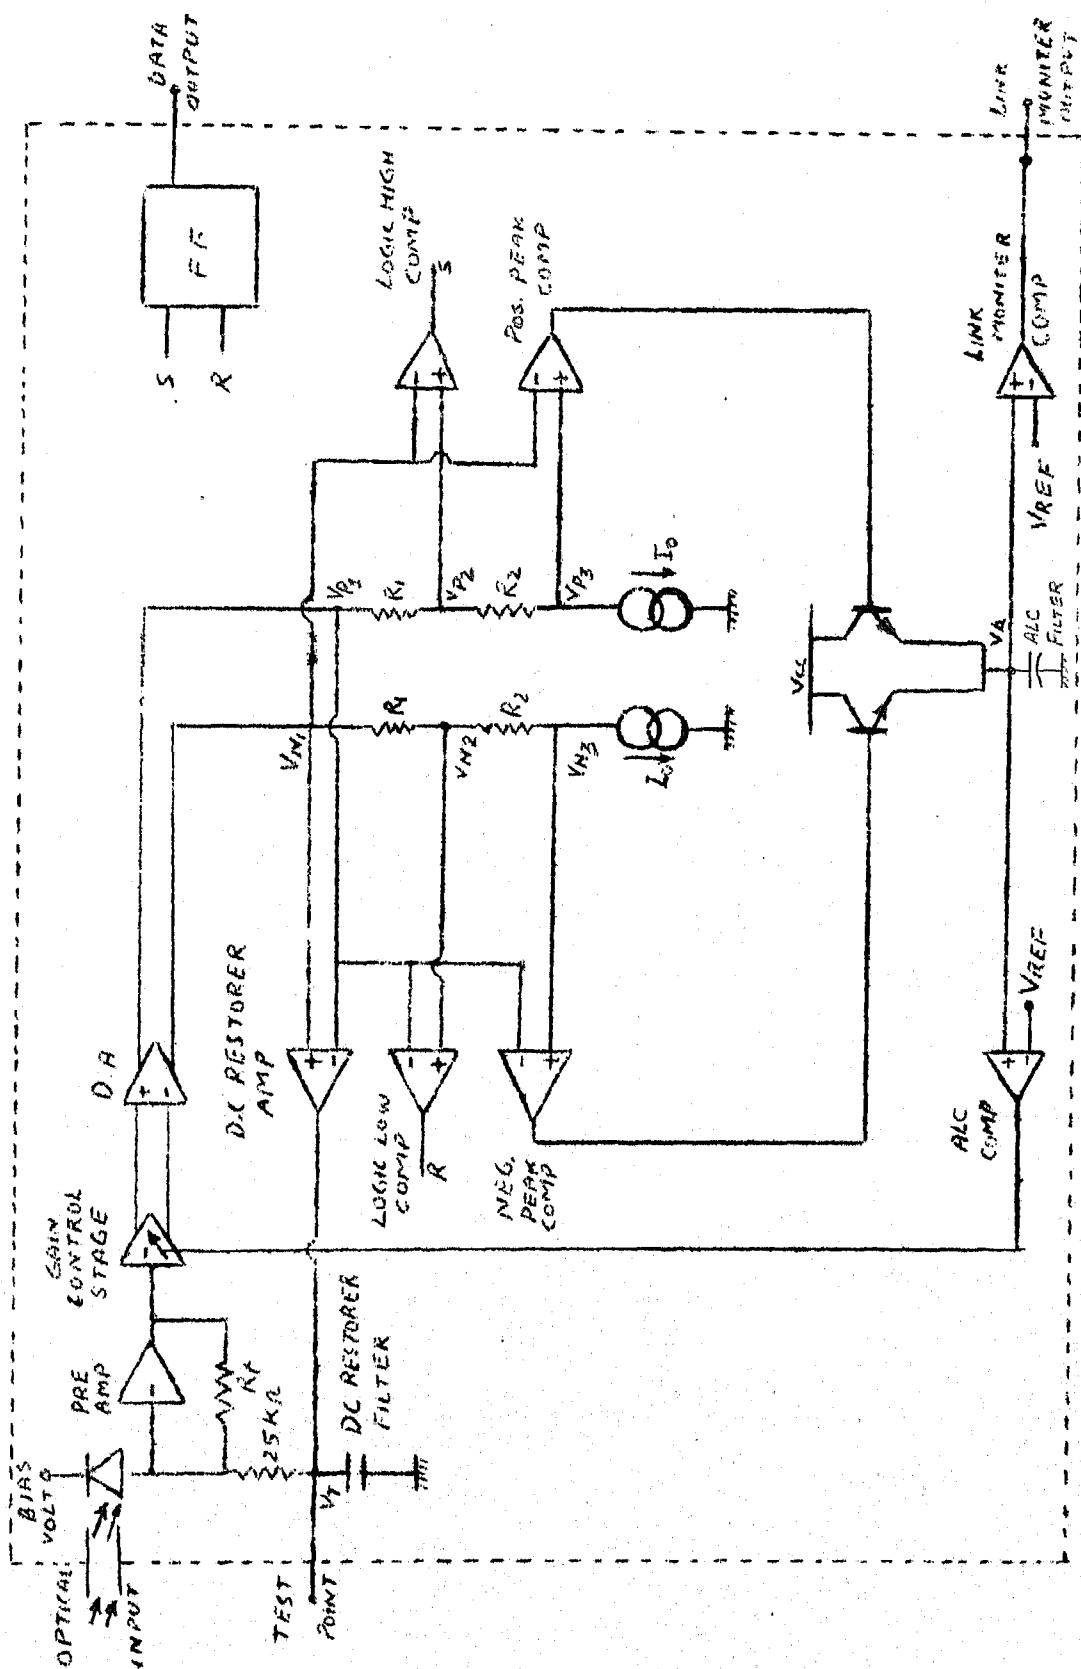 OPTICAL
INPUT
BIAS
VOLT
PRE
AMP
Rf
25KΩ
VT
DC RESTORER
FILTER
TEST
POINT
GAIN
CONTROL
STAGE
D.A
D.C RESTORER
AMP
+
-
LOGIC LOW
COMP
R
NEG.
PEAK
COMP
ALC
COMP
VREF
VN1
R1
VN2
R2
VN3
I0
VP1
R1
VP2
R2
VP3
I0
VCC
VA
ALC
FILTER
S
R
FF
DATA
OUTPUT
LOGIC HIGH
COMP
S
POS. PEAK
COMP
LINK
MONITER
COMP
VREF
LINK
MONITER
OUTPUT